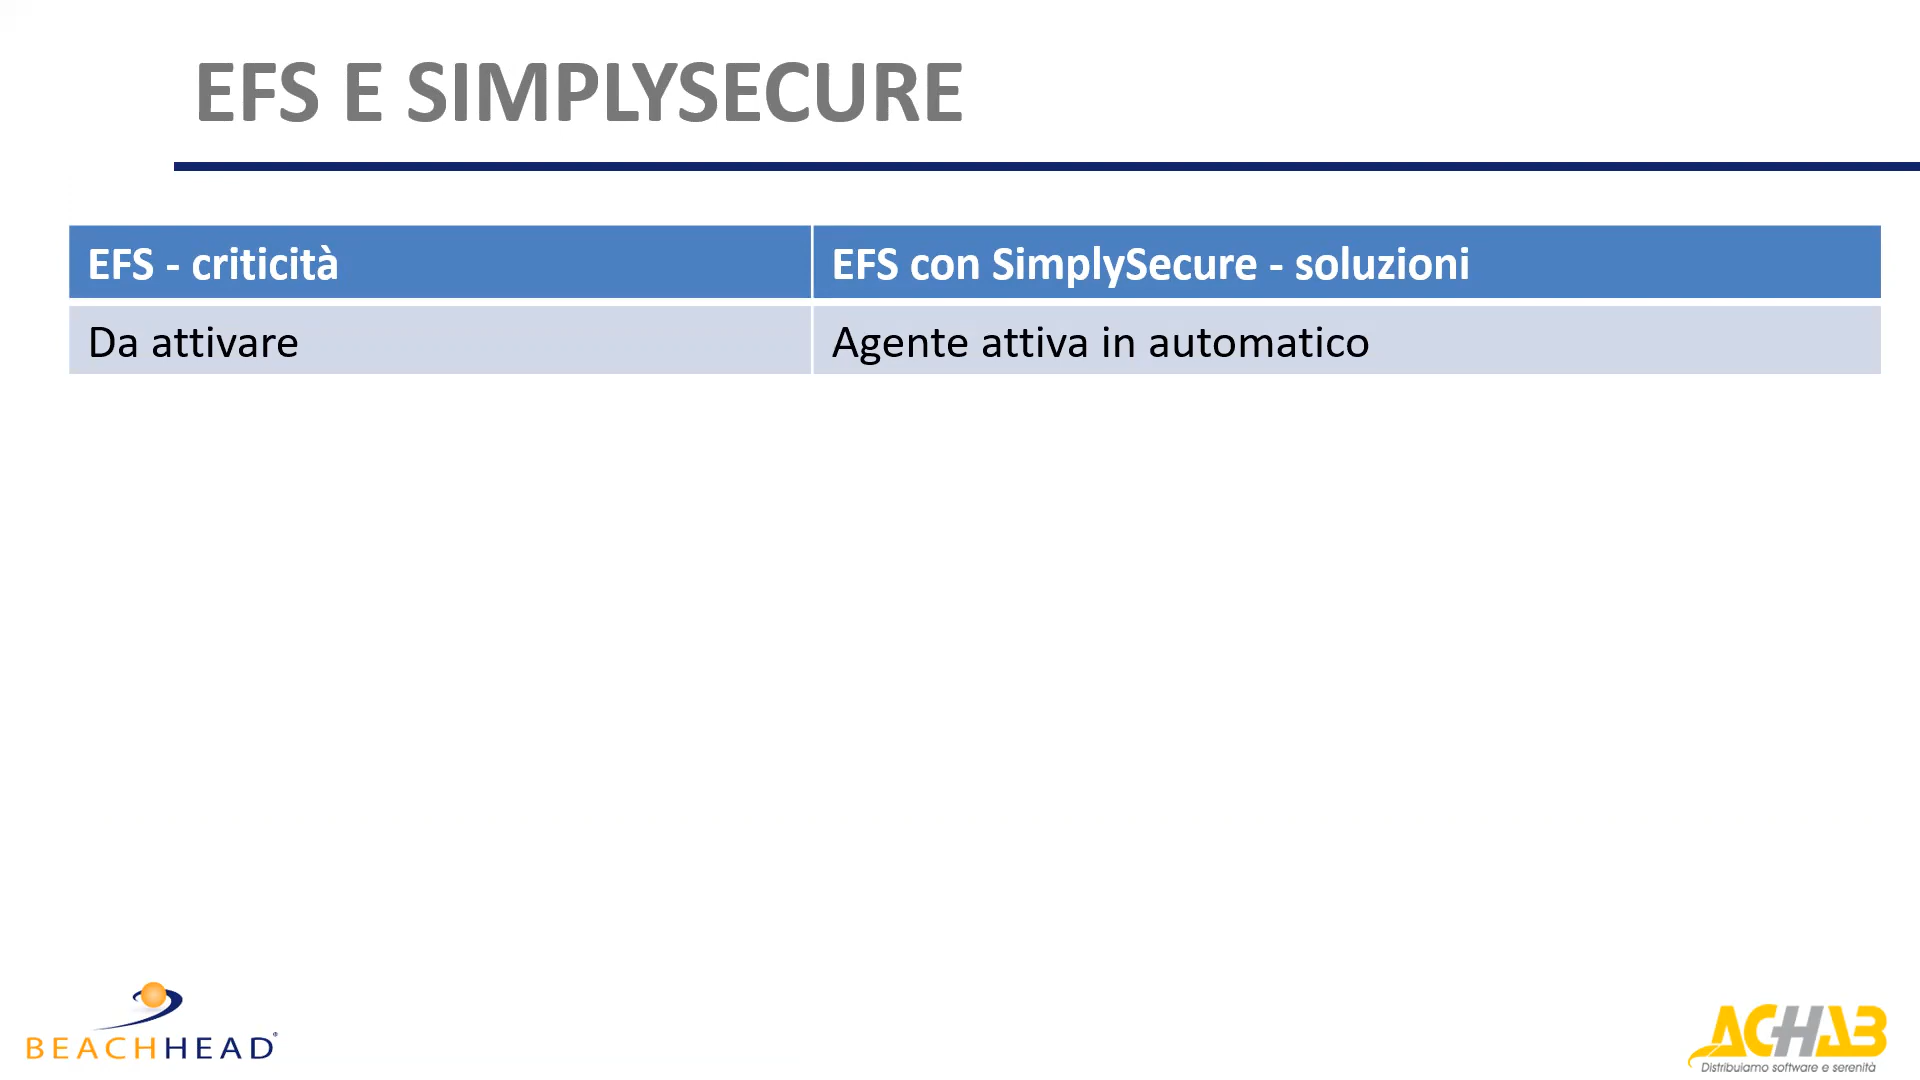 EFS E SIMPLYSECURE
EFS - criticità
EFS con SimplySecure - soluzioni
Da attivare
Agente attiva in automatico
BEACHHEAD®
ACHAB
Distribuiamo software e serenità